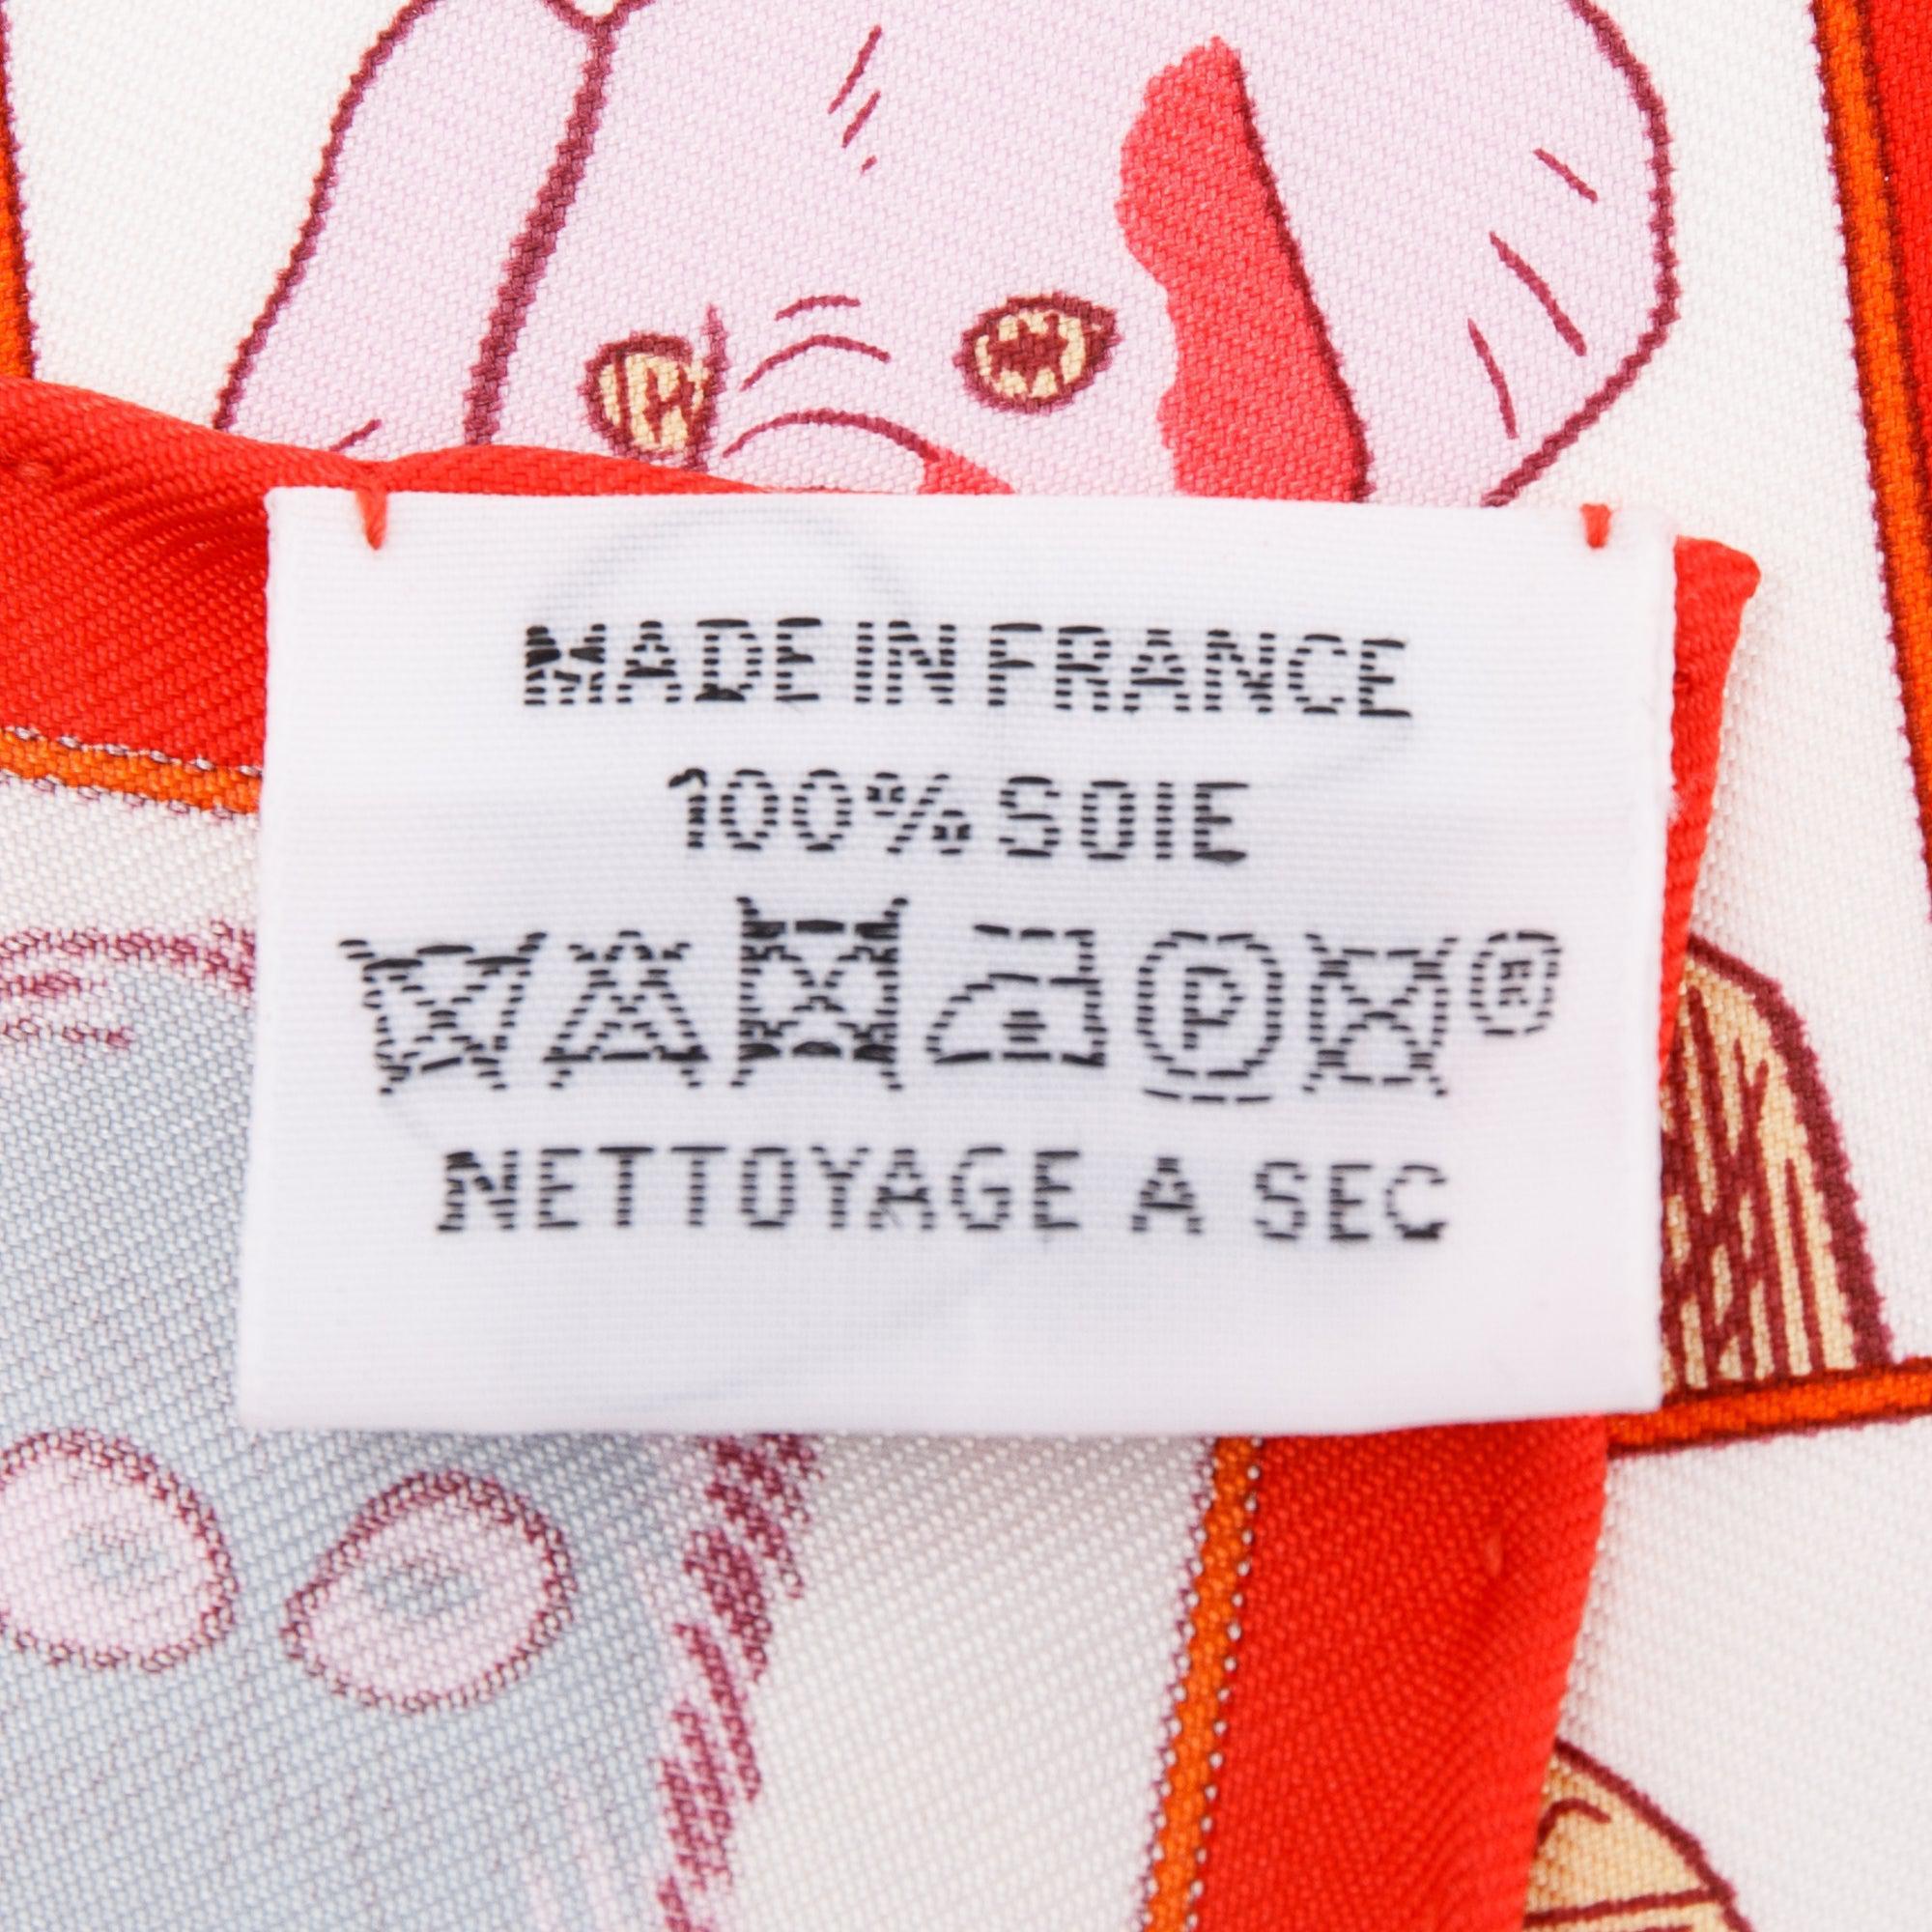 MADE IN FRANCE
100% SOIE
P ®
NETTOYAGE A SEC